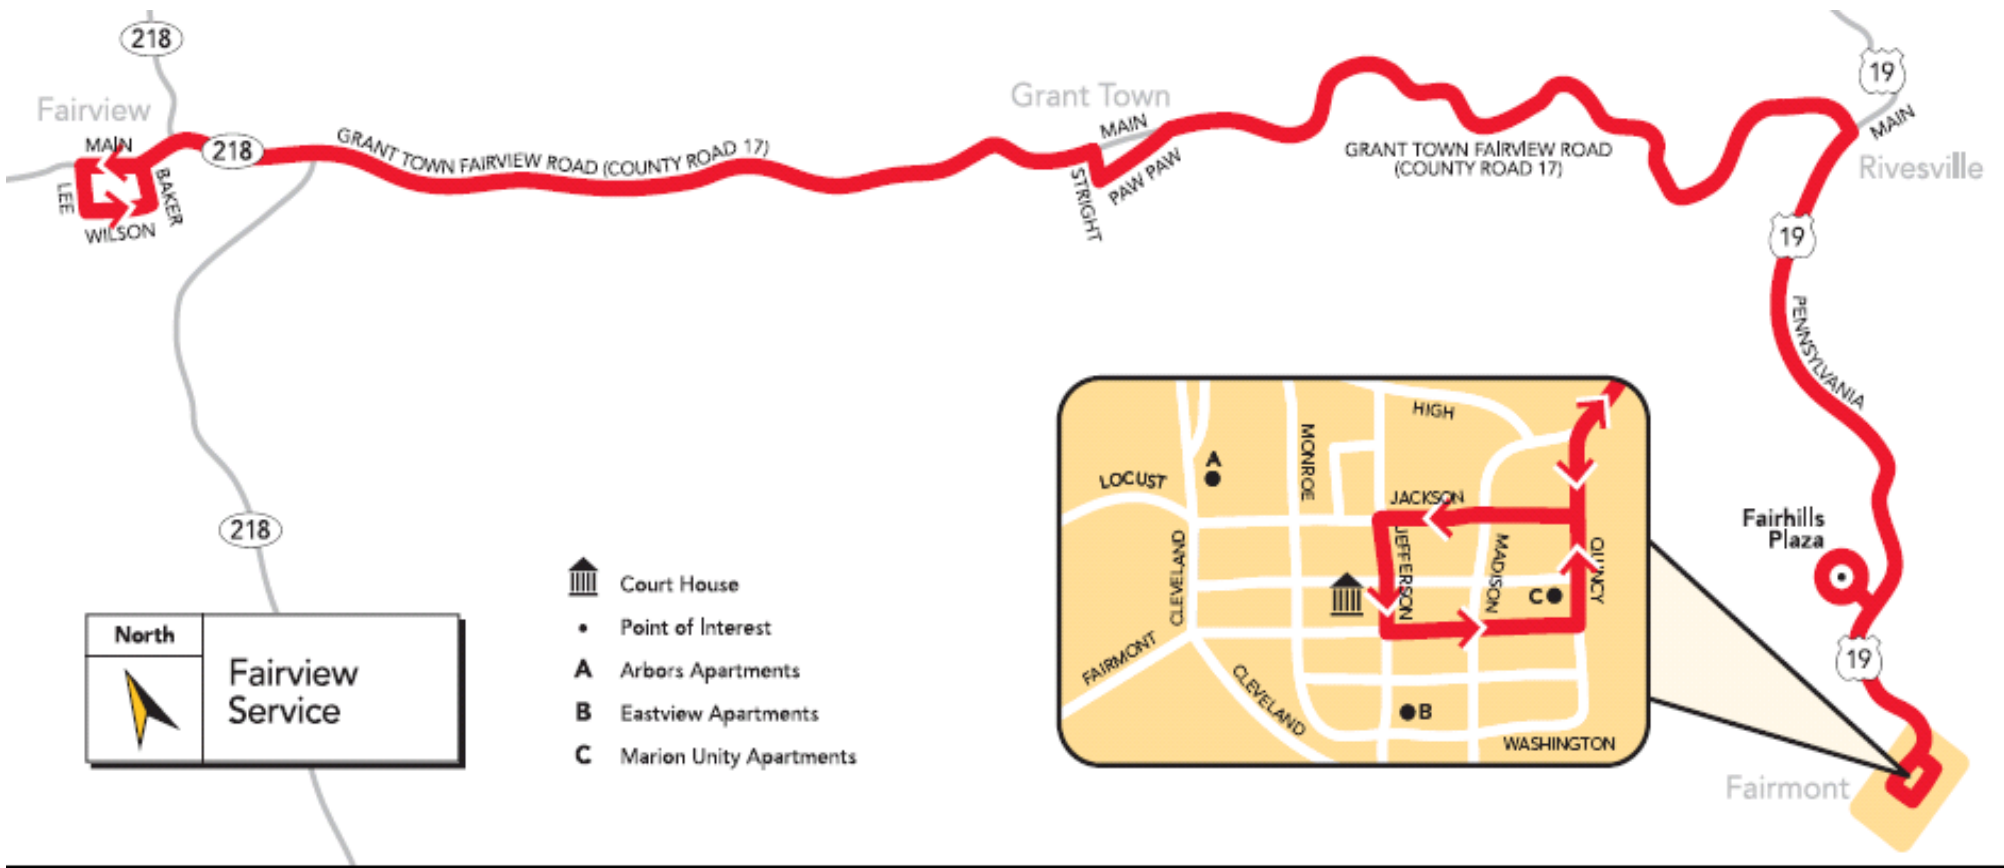 218
19
Fairview
Grant Town
MAIN
MAIN
MAIN
218
GRANT TOWN FAIRVIEW ROAD (COUNTY ROAD 17)
GRANT TOWN FAIRVIEW ROAD
(COUNTY ROAD 17)
Rivesville
LEE
BAKER
WILSON
STRIGHT
PAW PAW
19
PENNSYLVANIA
HIGH
MONROE
A
LOCUST
JACKSON
Fairhills
Plaza
218
CLEVELAND
JEFFERSON
MADISON
QUINCY
C
FAIRMONT
CLEVELAND
B
WASHINGTON
19
Fairmont
Court House
Point of Interest
A Arbors Apartments
B Eastview Apartments
C Marion Unity Apartments
North
Fairview
Service